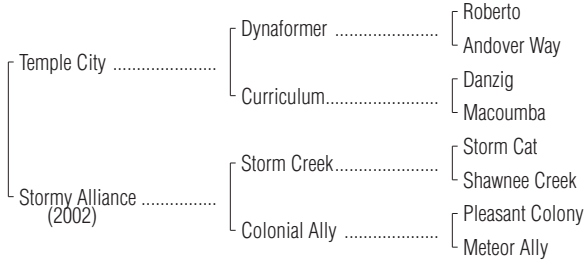 Roberto
Dynaformer ........................
Andover Way
Temple City ........................
Danzig
Curriculum..........................
Macoumba
Storm Cat
Storm Creek........................
Shawnee Creek
Stormy Alliance ................
(2002)
Pleasant Colony
Colonial Ally ......................
Meteor Ally